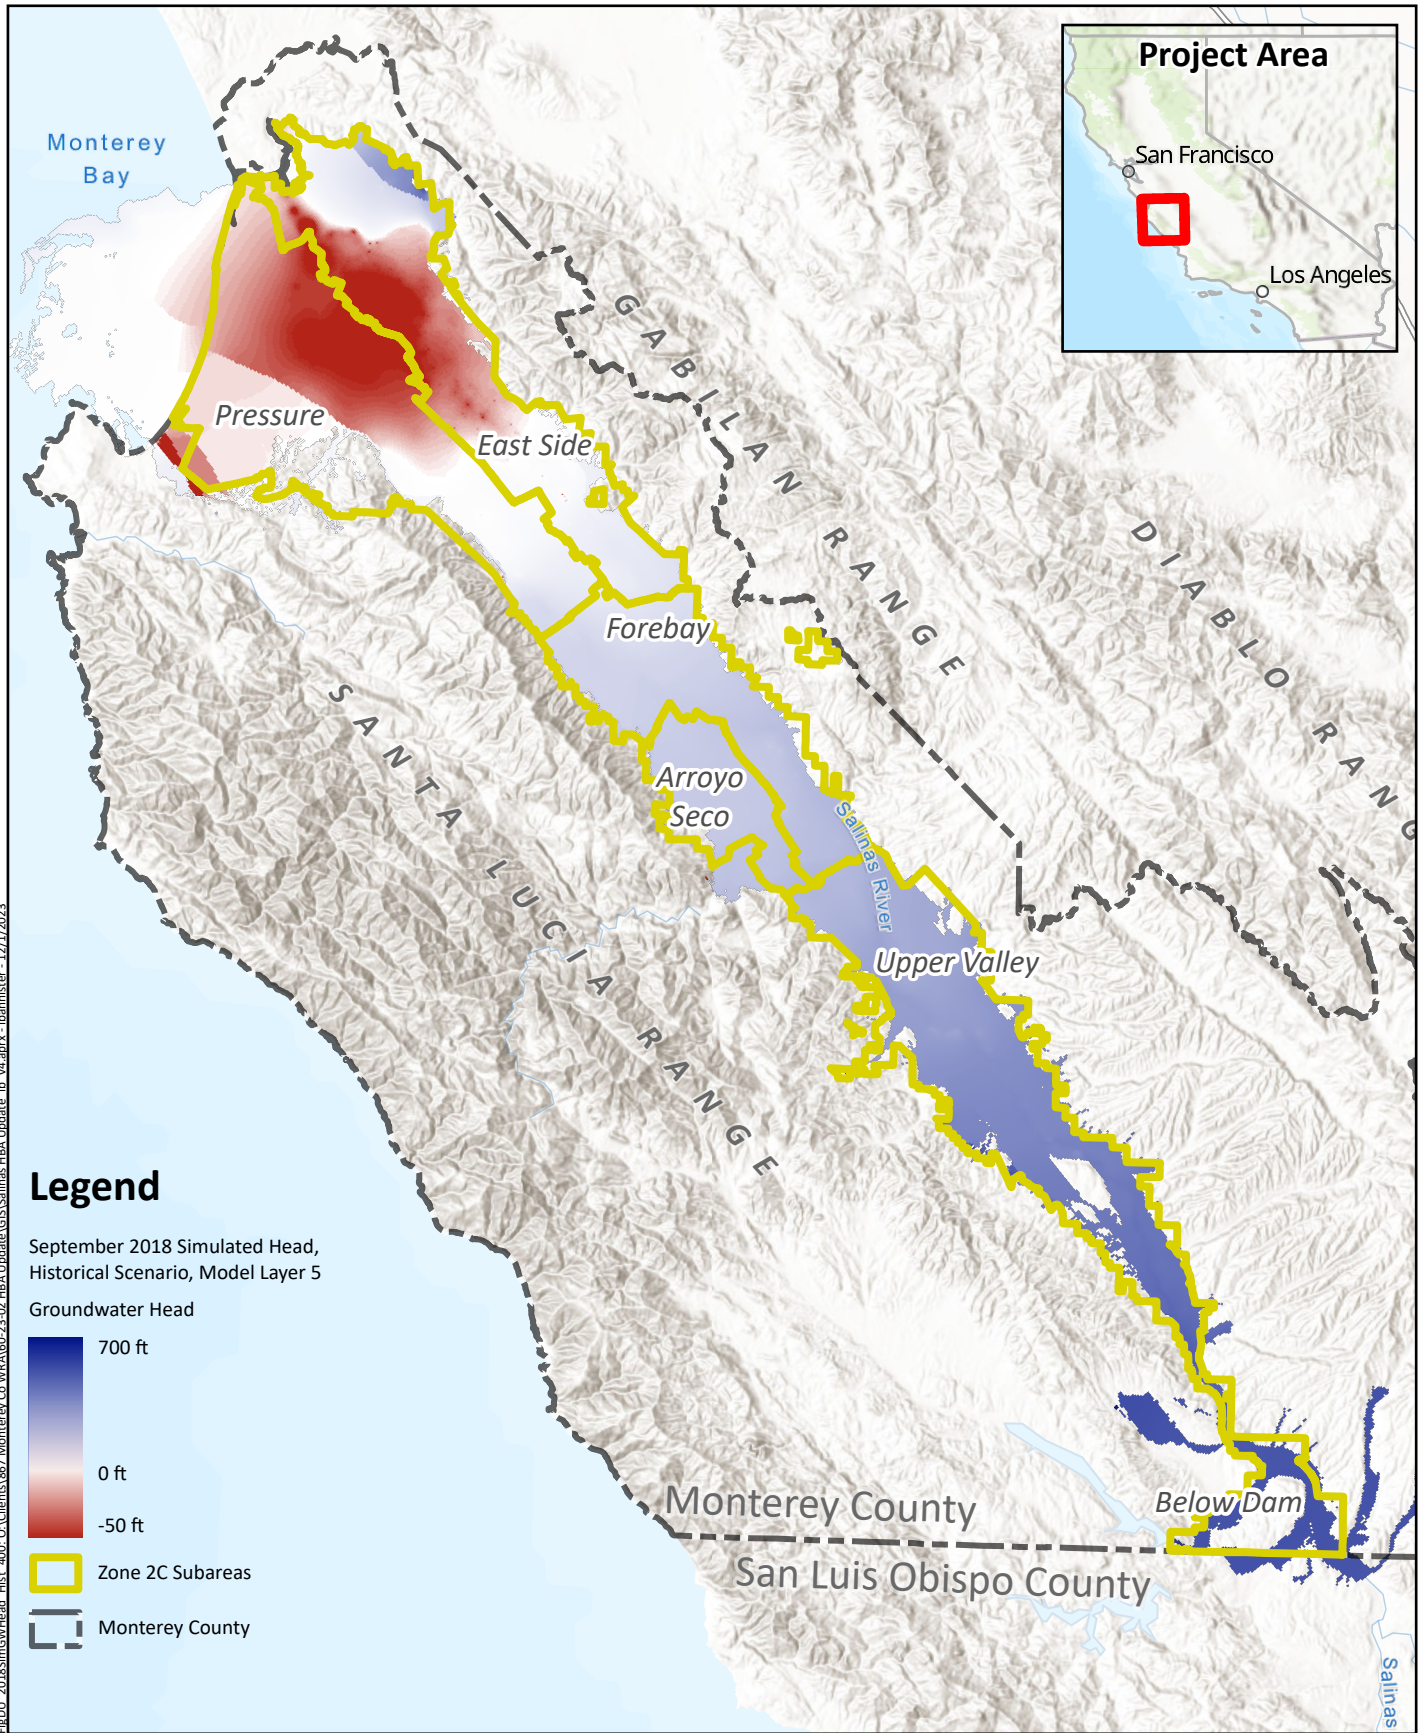 Project Area
San Francisco
Los Angeles
Monterey
Bay
GABILAN RANGE
DIABLO RANG
Pressure
East Side
Forebay
Arroyo
Seco
Salinas River
Upper Valley
SANTA LUCIA RANGE
Below Dam
Monterey County
San Luis Obispo County
Salinas
Legend
September 2018 Simulated Head,
Historical Scenario, Model Layer 5
Groundwater Head
700 ft
0 ft
-50 ft
Zone 2C Subareas
Monterey County